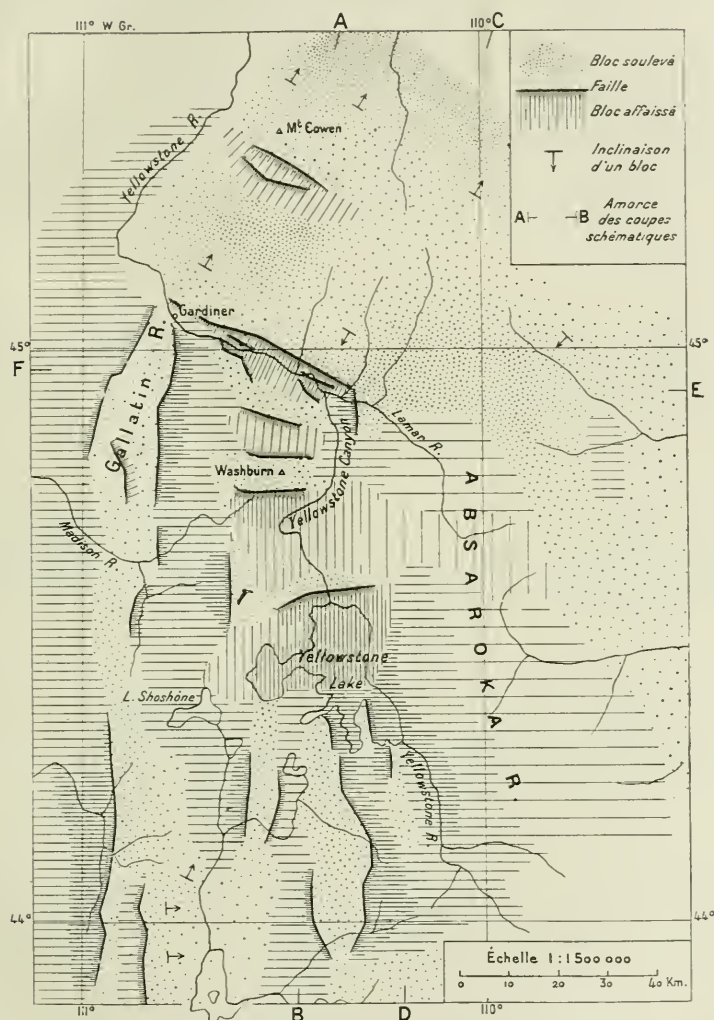 111° W Gr.
A
110° C
Bloc soulevé
Faille
Bloc affaissé
Inclinaison
d'un bloc
A B
Amorce
des coupes
schématiques
Yellowstone R.
Mt Cowen
Gardiner
45°
45°
F
E
Gallatin R.
Lamar R.
Washburn
Yellowstone Canyon
ABSAROKA R.
Madison R.
Yellowstone
Lake
L. Shoshone
Yellowstone R.
44°
44°
Échelle 1:1500 000
0 10 20 30 40 Km.
111°
B
D
110°